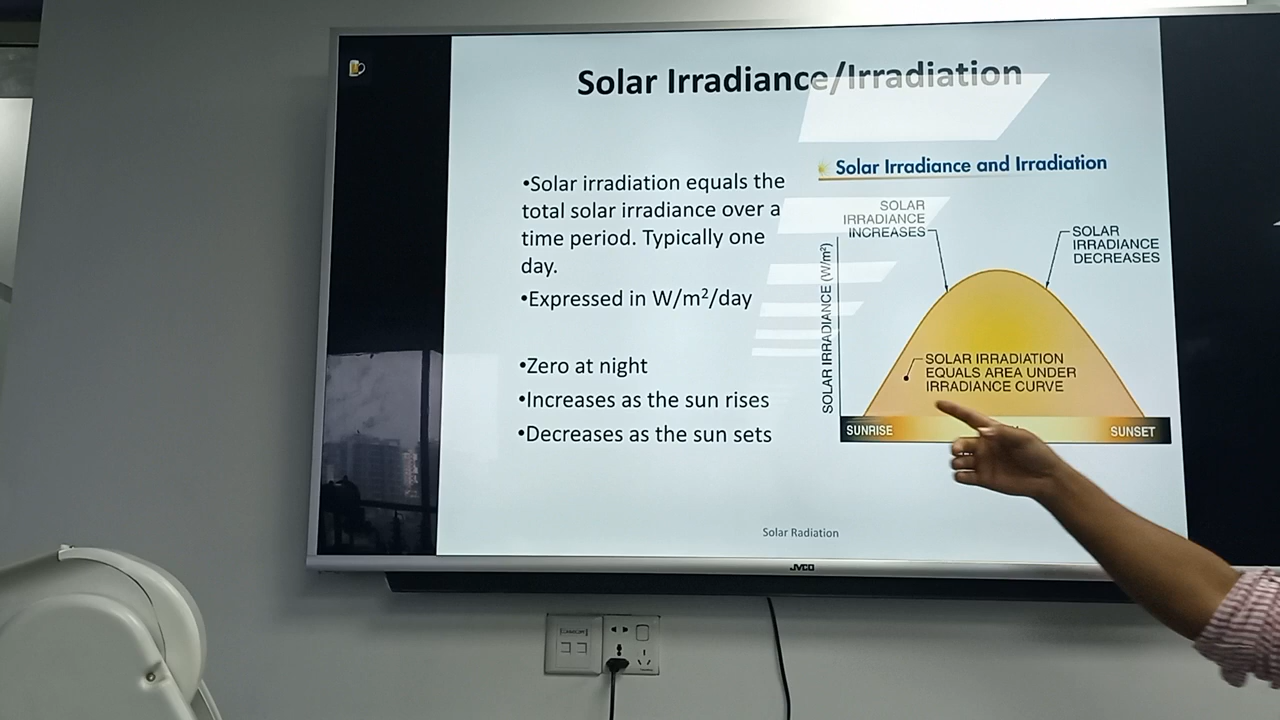 Solar Irradiance/Irradiation
•Solar irradiation equals the
total solar irradiance over a
time period. Typically one
day.
•Expressed in W/m²/day
•Zero at night
•Increases as the sun rises
•Decreases as the sun sets
Solar Irradiance and Irradiation
SOLAR
IRRADIANCE
INCREASES
SOLAR
IRRADIANCE
DECREASES
SOLAR IRRADIANCE (W/m²)
SOLAR IRRADIATION
EQUALS AREA UNDER
IRRADIANCE CURVE
SUNRISE
SUNSET
Solar Radiation
JVCO